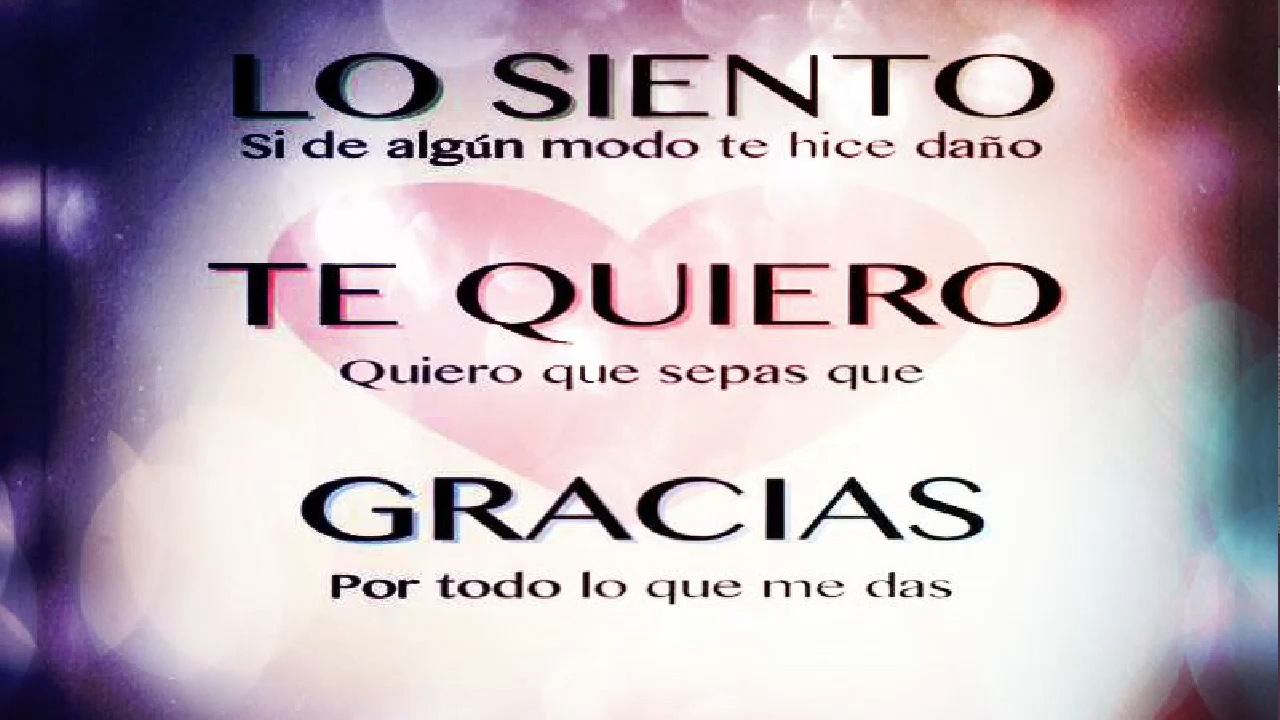 LO SIENTO
Si de algún modo te hice daño
TE QUIERO
Quiero que sepas que
GRACIAS
Por todo lo que me das